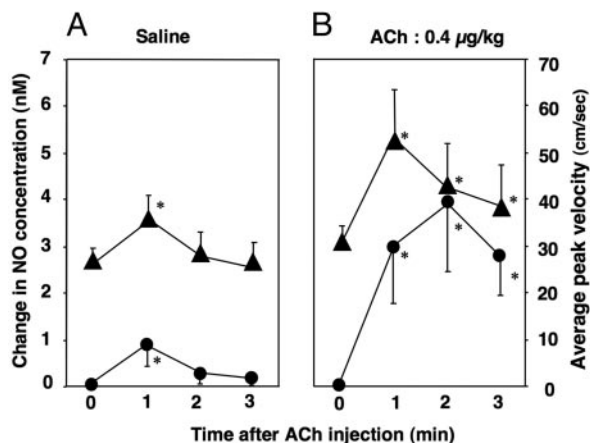 A
Saline
B
ACh : 0.4 µg/kg
Change in NO concentration (nM)
7
6
5
4
3
2
1
0
*
*
0 1 2 3
*
*
*
*
*
*
0 1 2 3
70
60
50
40
30
20
10
0
Average peak velocity (cm/sec)
Time after ACh injection (min)